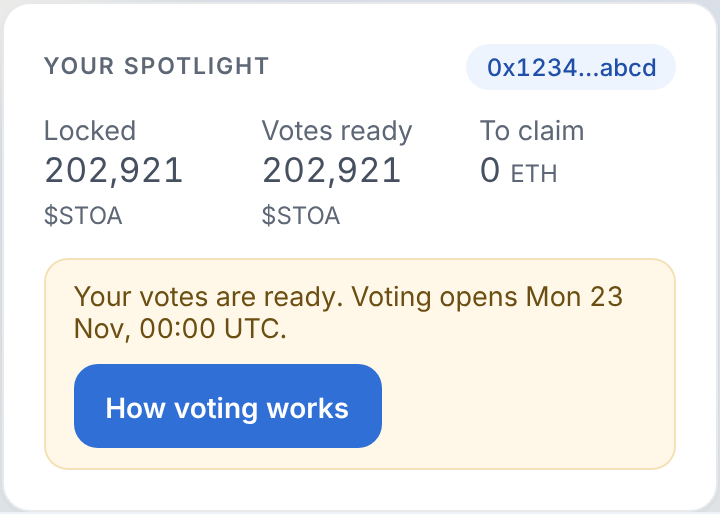 YOUR SPOTLIGHT
0x1234...abcd
Locked
Votes ready
To claim
202,921
202,921
0 ETH
$STOA
$STOA
Your votes are ready. Voting opens Mon 23
Nov, 00:00 UTC.
How voting works